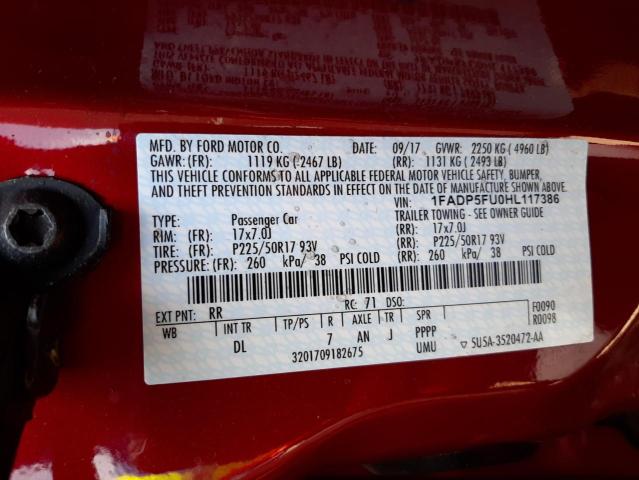 MFD. BY FORD MOTOR CO. DATE: 09/17 GVWR: 2250 KG ( 4960 LB)
GAWR: (FR): 1119 KG ( 2467 LB) (RR): 1131 KG ( 2493 LB)
THIS VEHICLE CONFORMS TO ALL APPLICABLE FEDERAL MOTOR VEHICLE SAFETY, BUMPER,
AND THEFT PREVENTION STANDARDS IN EFFECT ON THE DATE OF MANUFACTURE SHOWN ABOVE.
VIN: 1FADP5FU0HL117386
TYPE: Passenger Car TRAILER TOWING - SEE OWNER GUIDE
RIM: (FR) : 17x7.0J (RR) : 17x7.0J
TIRE: (FR) : P225/50R17 93V (RR) : P225/50R17 93V
PRESSURE: (FR) : 260 kPa/ 38 PSI COLD (RR) : 260 kPa/ 38 PSI COLD
EXT PNT: RR RC: 71 DSO: F0090
R0098
WB INT TR TP/PS R AXLE TR SPR
DL 7 AN J PPPP
UMU
3201709182675 ▽ SU5A-3520472-AA